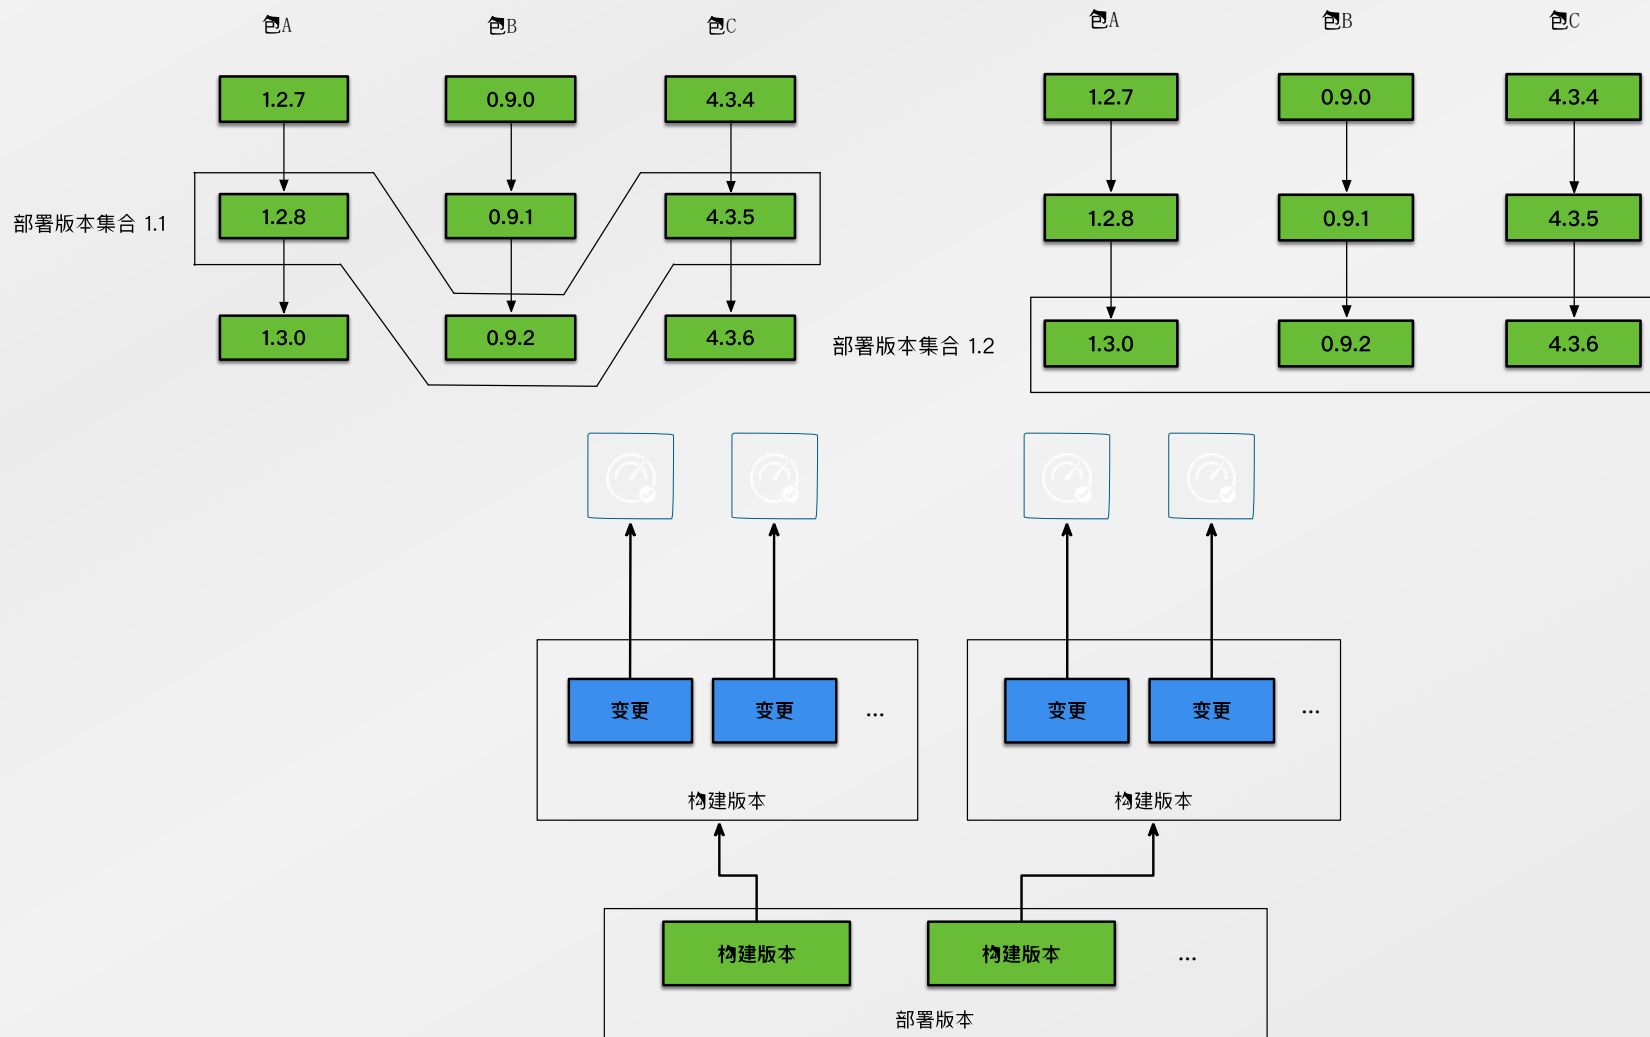 包A 包B 包C
1.2.7 0.9.0 4.3.4
部署版本集合 1.1
1.2.8 0.9.1 4.3.5
1.3.0 0.9.2 4.3.6
包A 包B 包C
1.2.7 0.9.0 4.3.4
1.2.8 0.9.1 4.3.5
部署版本集合 1.2
1.3.0 0.9.2 4.3.6
变更 变更 ...
构建版本
变更 变更 ...
构建版本
构建版本 构建版本 ...
部署版本